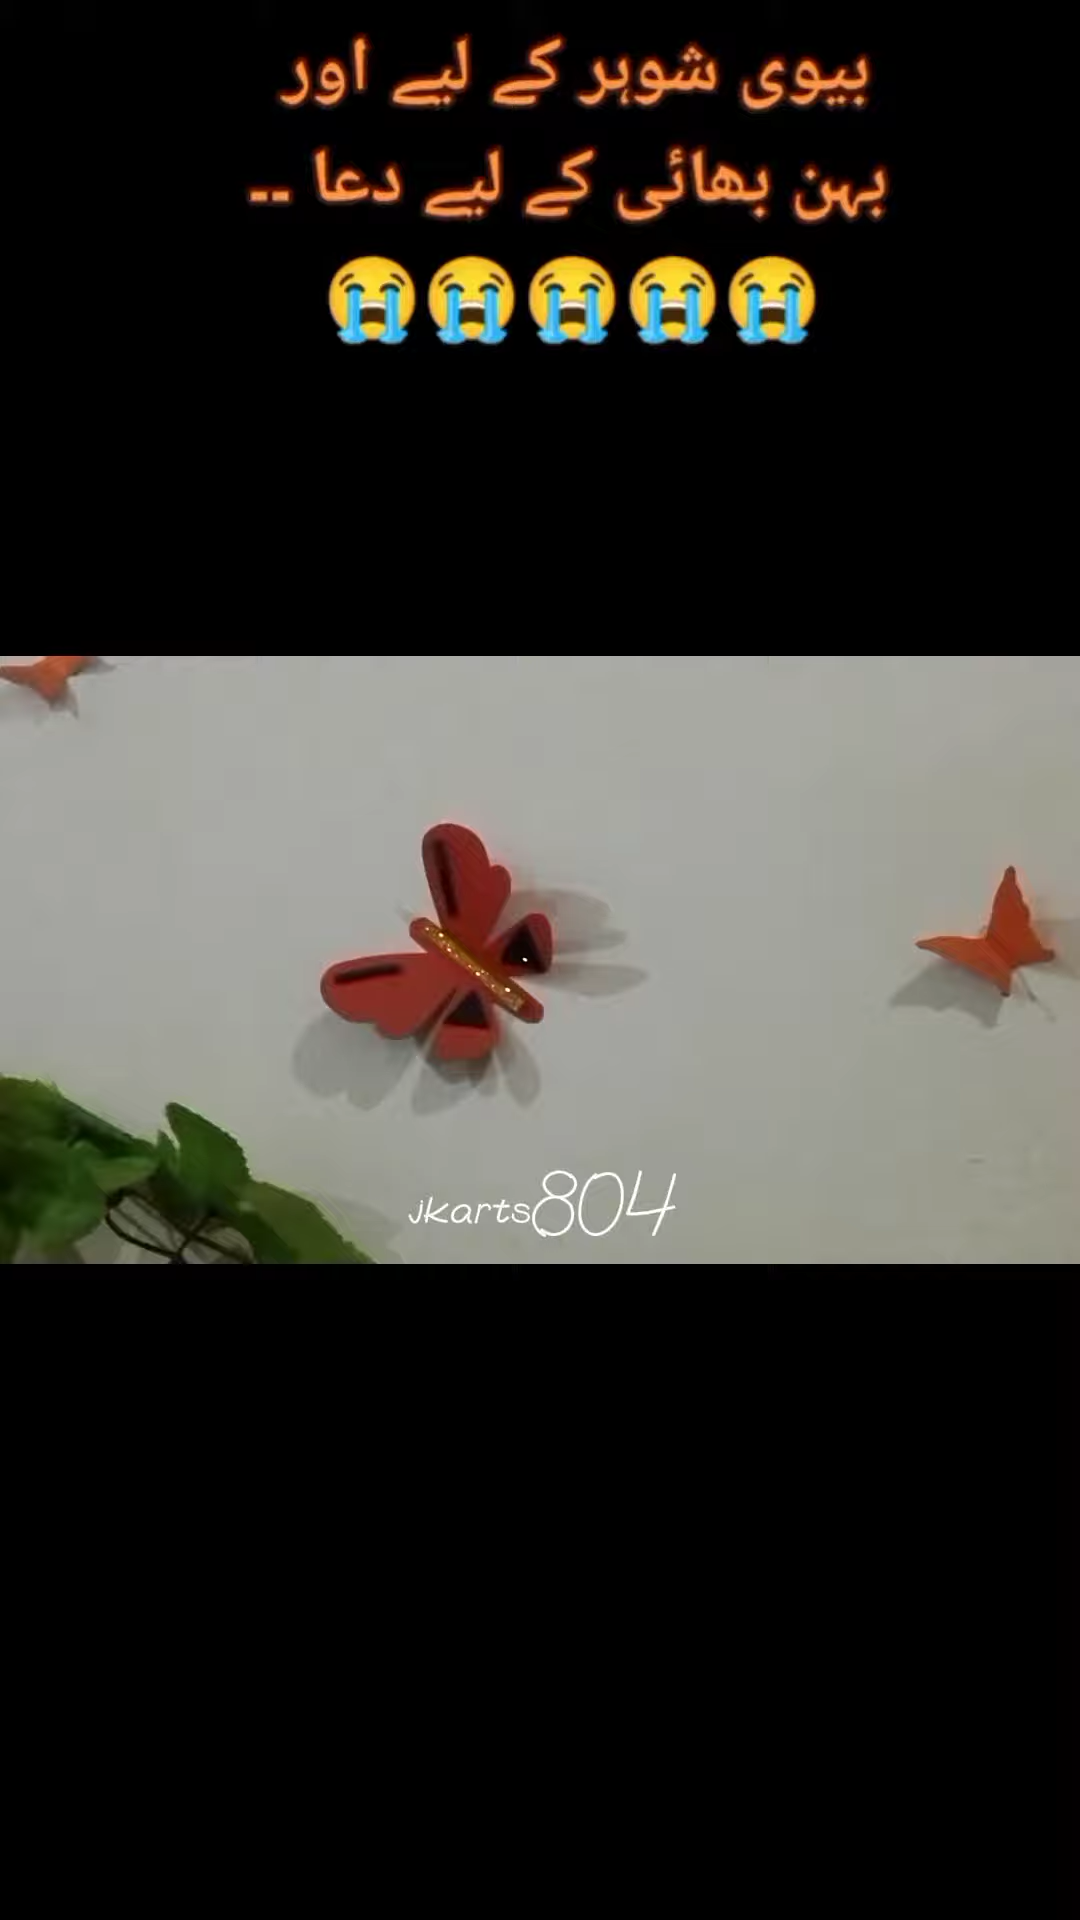 بیوی شوہر کے لیے اور
بہن بھائی کے لیے دعا --
😭😭😭😭😭
jkarts804